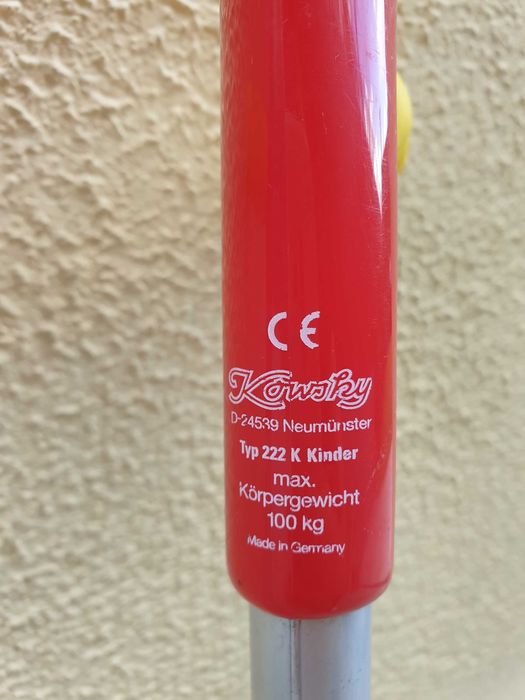 CE
Kowsky
D-24539 Neumünster
Typ 222 K Kinder
max.
Körpergewicht
100 kg
Made in Germany